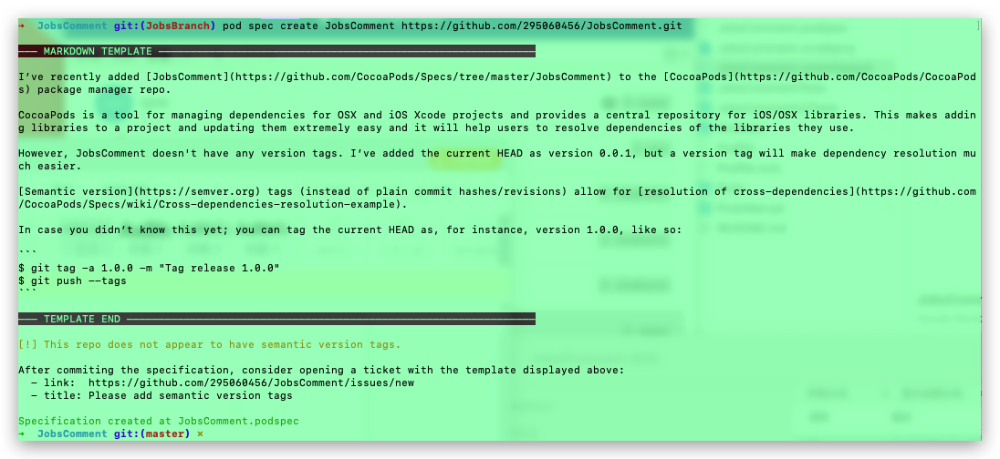 →  JobsComment git:(JobsBranch) pod spec create JobsComment https://github.com/295060456/JobsComment.git
—— MARKDOWN TEMPLATE ——
I’ve recently added [JobsComment](https://github.com/CocoaPods/Specs/tree/master/JobsComment) to the [CocoaPods](https://github.com/CocoaPods/CocoaPod
s) package manager repo.
CocoaPods is a tool for managing dependencies for OSX and iOS Xcode projects and provides a central repository for iOS/OSX libraries. This makes addin
g libraries to a project and updating them extremely easy and it will help users to resolve dependencies of the libraries they use.
However, JobsComment doesn't have any version tags. I’ve added the current HEAD as version 0.0.1, but a version tag will make dependency resolution mu
ch easier.
[Semantic version](https://semver.org) tags (instead of plain commit hashes/revisions) allow for [resolution of cross-dependencies](https://github.com
/CocoaPods/Specs/wiki/Cross-dependencies-resolution-example).
In case you didn’t know this yet; you can tag the current HEAD as, for instance, version 1.0.0, like so:
```
$ git tag -a 1.0.0 -m "Tag release 1.0.0"
$ git push --tags
```
—— TEMPLATE END ——
[!] This repo does not appear to have semantic version tags.
After commiting the specification, consider opening a ticket with the template displayed above:
  - link:  https://github.com/295060456/JobsComment/issues/new
  - title: Please add semantic version tags
Specification created at JobsComment.podspec
→  JobsComment git:(master) ×